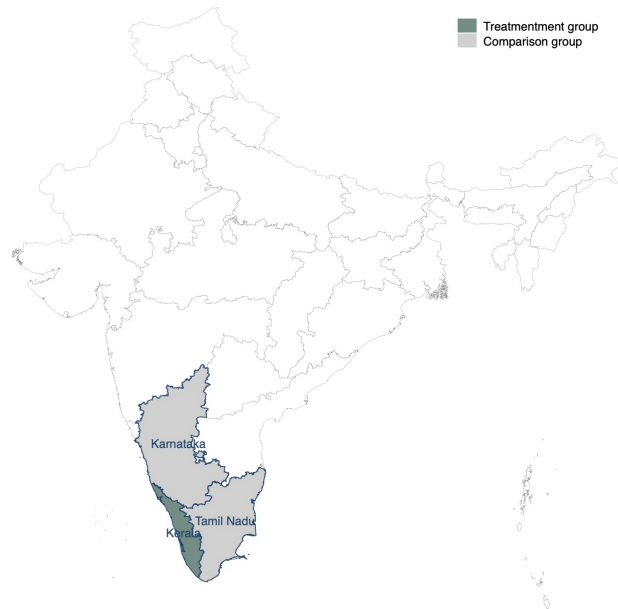 Treatmentment group
Comparison group
Karnataka
Tamil Nadu
Kerala